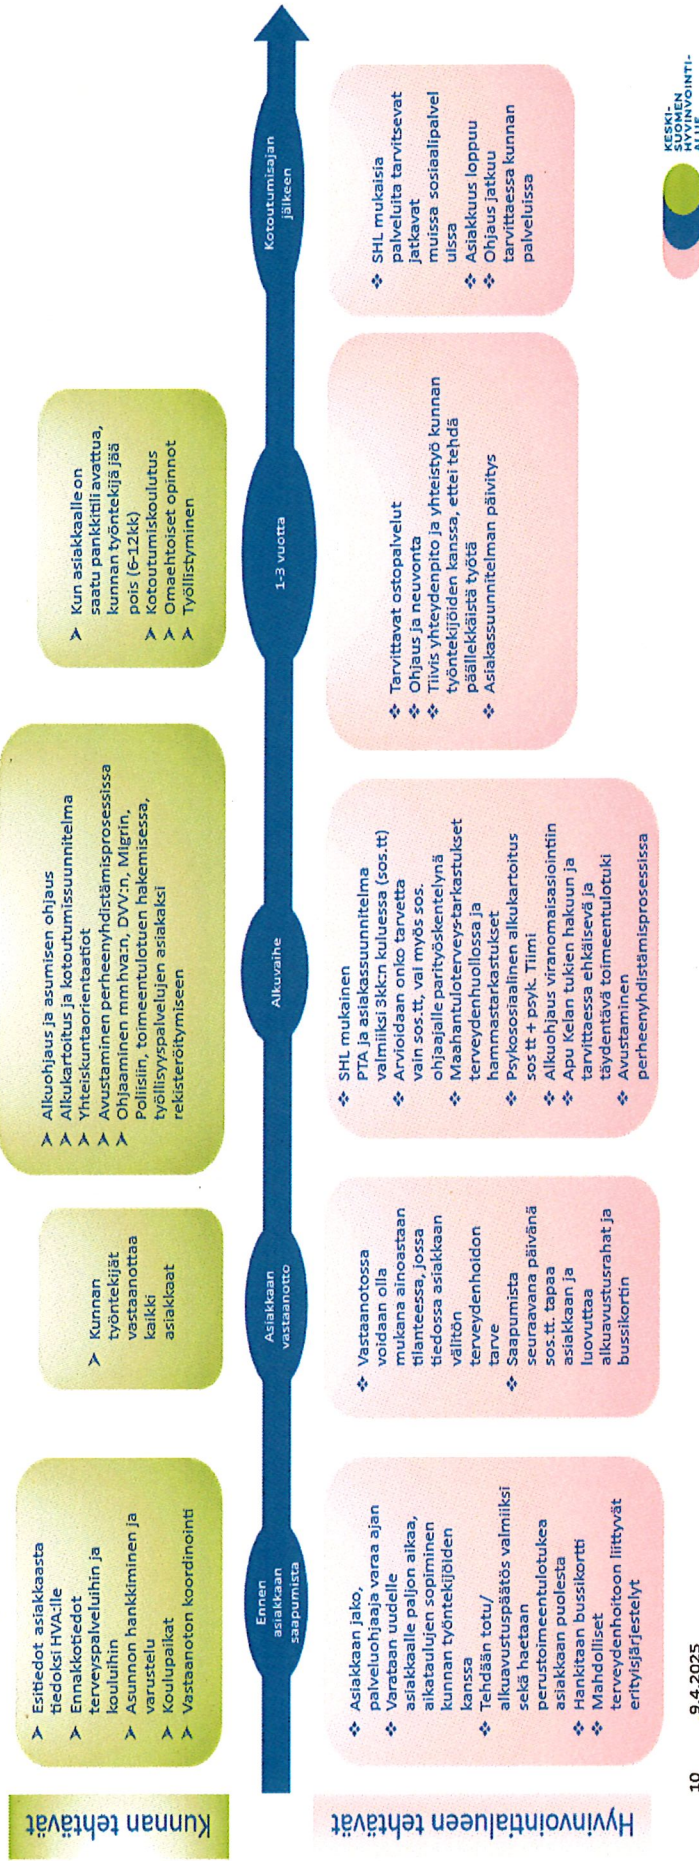 Kunnan tehtävät
➤ Esitiedot asiakkaasta
tiedoksi HVA:lle
➤ Ennakkotiedot
terveyspalveluihin ja
kouluihin
➤ Asunnon hankkiminen ja
varustelu
➤ Koulupaikat
➤ Vastaanoton koordinointi
➤ Kunnan
työntekijät
vastaanottaa
kaikki
asiakkaat
➤ Alkuohjaus ja asumisen ohjaus
➤ Alkukartoitus ja kotoutumissuunnitelma
➤ Yhteiskuntaorientaatiot
➤ Avustaminen perheenyhdistämisprosessissa
➤ Ohjaaminen mm hva:n, DVV:n, Migrin,
Poliisiin, toimeentulotuen hakemisessa,
työllisyyspalvelujen asiakaksi
rekisteröitymiseen
➤ Kun asiakkaalle on
saatu pankkitili avattua,
kunnan työntekijä jää
pois (6-12kk)
➤ Kotoutumiskoulutus
➤ Omaehtoiset opinnot
➤ Työllistyminen
Ennen
asiakkaan
saapumista
Asiakkaan
vastaanotto
Alkuvaihe
1-3 vuotta
Kotoutumisajan
jälkeen
Hyvinvointialueen tehtävät
❖ Asiakkaan jako,
palveluohjaaja varaa ajan
❖ Varataan uudelle
asiakkaalle paljon aikaa,
aikataulujen sopiminen
kunnan työntekijöiden
kanssa
❖ Tehdään totu/
alkuavustuspäätös valmiiksi
sekä haetaan
perustoimeentulotukea
asiakkaan puolesta
❖ Hankitaan bussikortti
❖ Mahdolliset
terveydenhoitoon liittyvät
erityisjärjestelyt
❖ Vastaanotossa
voidaan olla
mukana ainoastaan
tilanteessa, jossa
tiedossa asiakkaan
välitön
terveydenhoidon
tarve
❖ Saapumista
seuraavana päivänä
sos.tt. tapaa
asiakkaan ja
luovuttaa
alkuavustusrahat ja
bussikortin
❖ SHL mukainen
PTA ja asiakassuunnitelma
valmiiksi 3kk:n kuluessa (sos.tt)
❖ Arvioidaan onko tarvetta
vain sos.tt, vai myös sos.
ohjaajalle parityöskentelynä
❖ Maahantuloterveys-tarkastukset
terveydenhuollossa ja
hammastarkastukset
❖ Psykososiaalinen alkukartoitus
sos tt + psyk. Tiimi
❖ Alkuohjaus viranomaisasiointiin
❖ Apu Kelan tukien hakuun ja
tarvittaessa ehkäisevä ja
täydentävä toimeentulotuki
❖ Avustaminen
perheenyhdistämisprosessissa
❖ Tarvittavat ostopalvelut
❖ Ohjaus ja neuvonta
❖ Tiivis yhteydenpito ja yhteistyö kunnan
työntekijöiden kanssa, ettei tehdä
päällekkäistä työtä
❖ Asiakassuunnitelman päivitys
❖ SHL mukaisia
palveluita tarvitsevat
jatkavat
muissa sosiaalipalvel
uissa
❖ Asiakkuus loppuu
❖ Ohjaus jatkuu
tarvittaessa kunnan
palveluissa
10
9.4.2025
KESKI-
SUOMEN
HYVINVOINTI-
ALUE